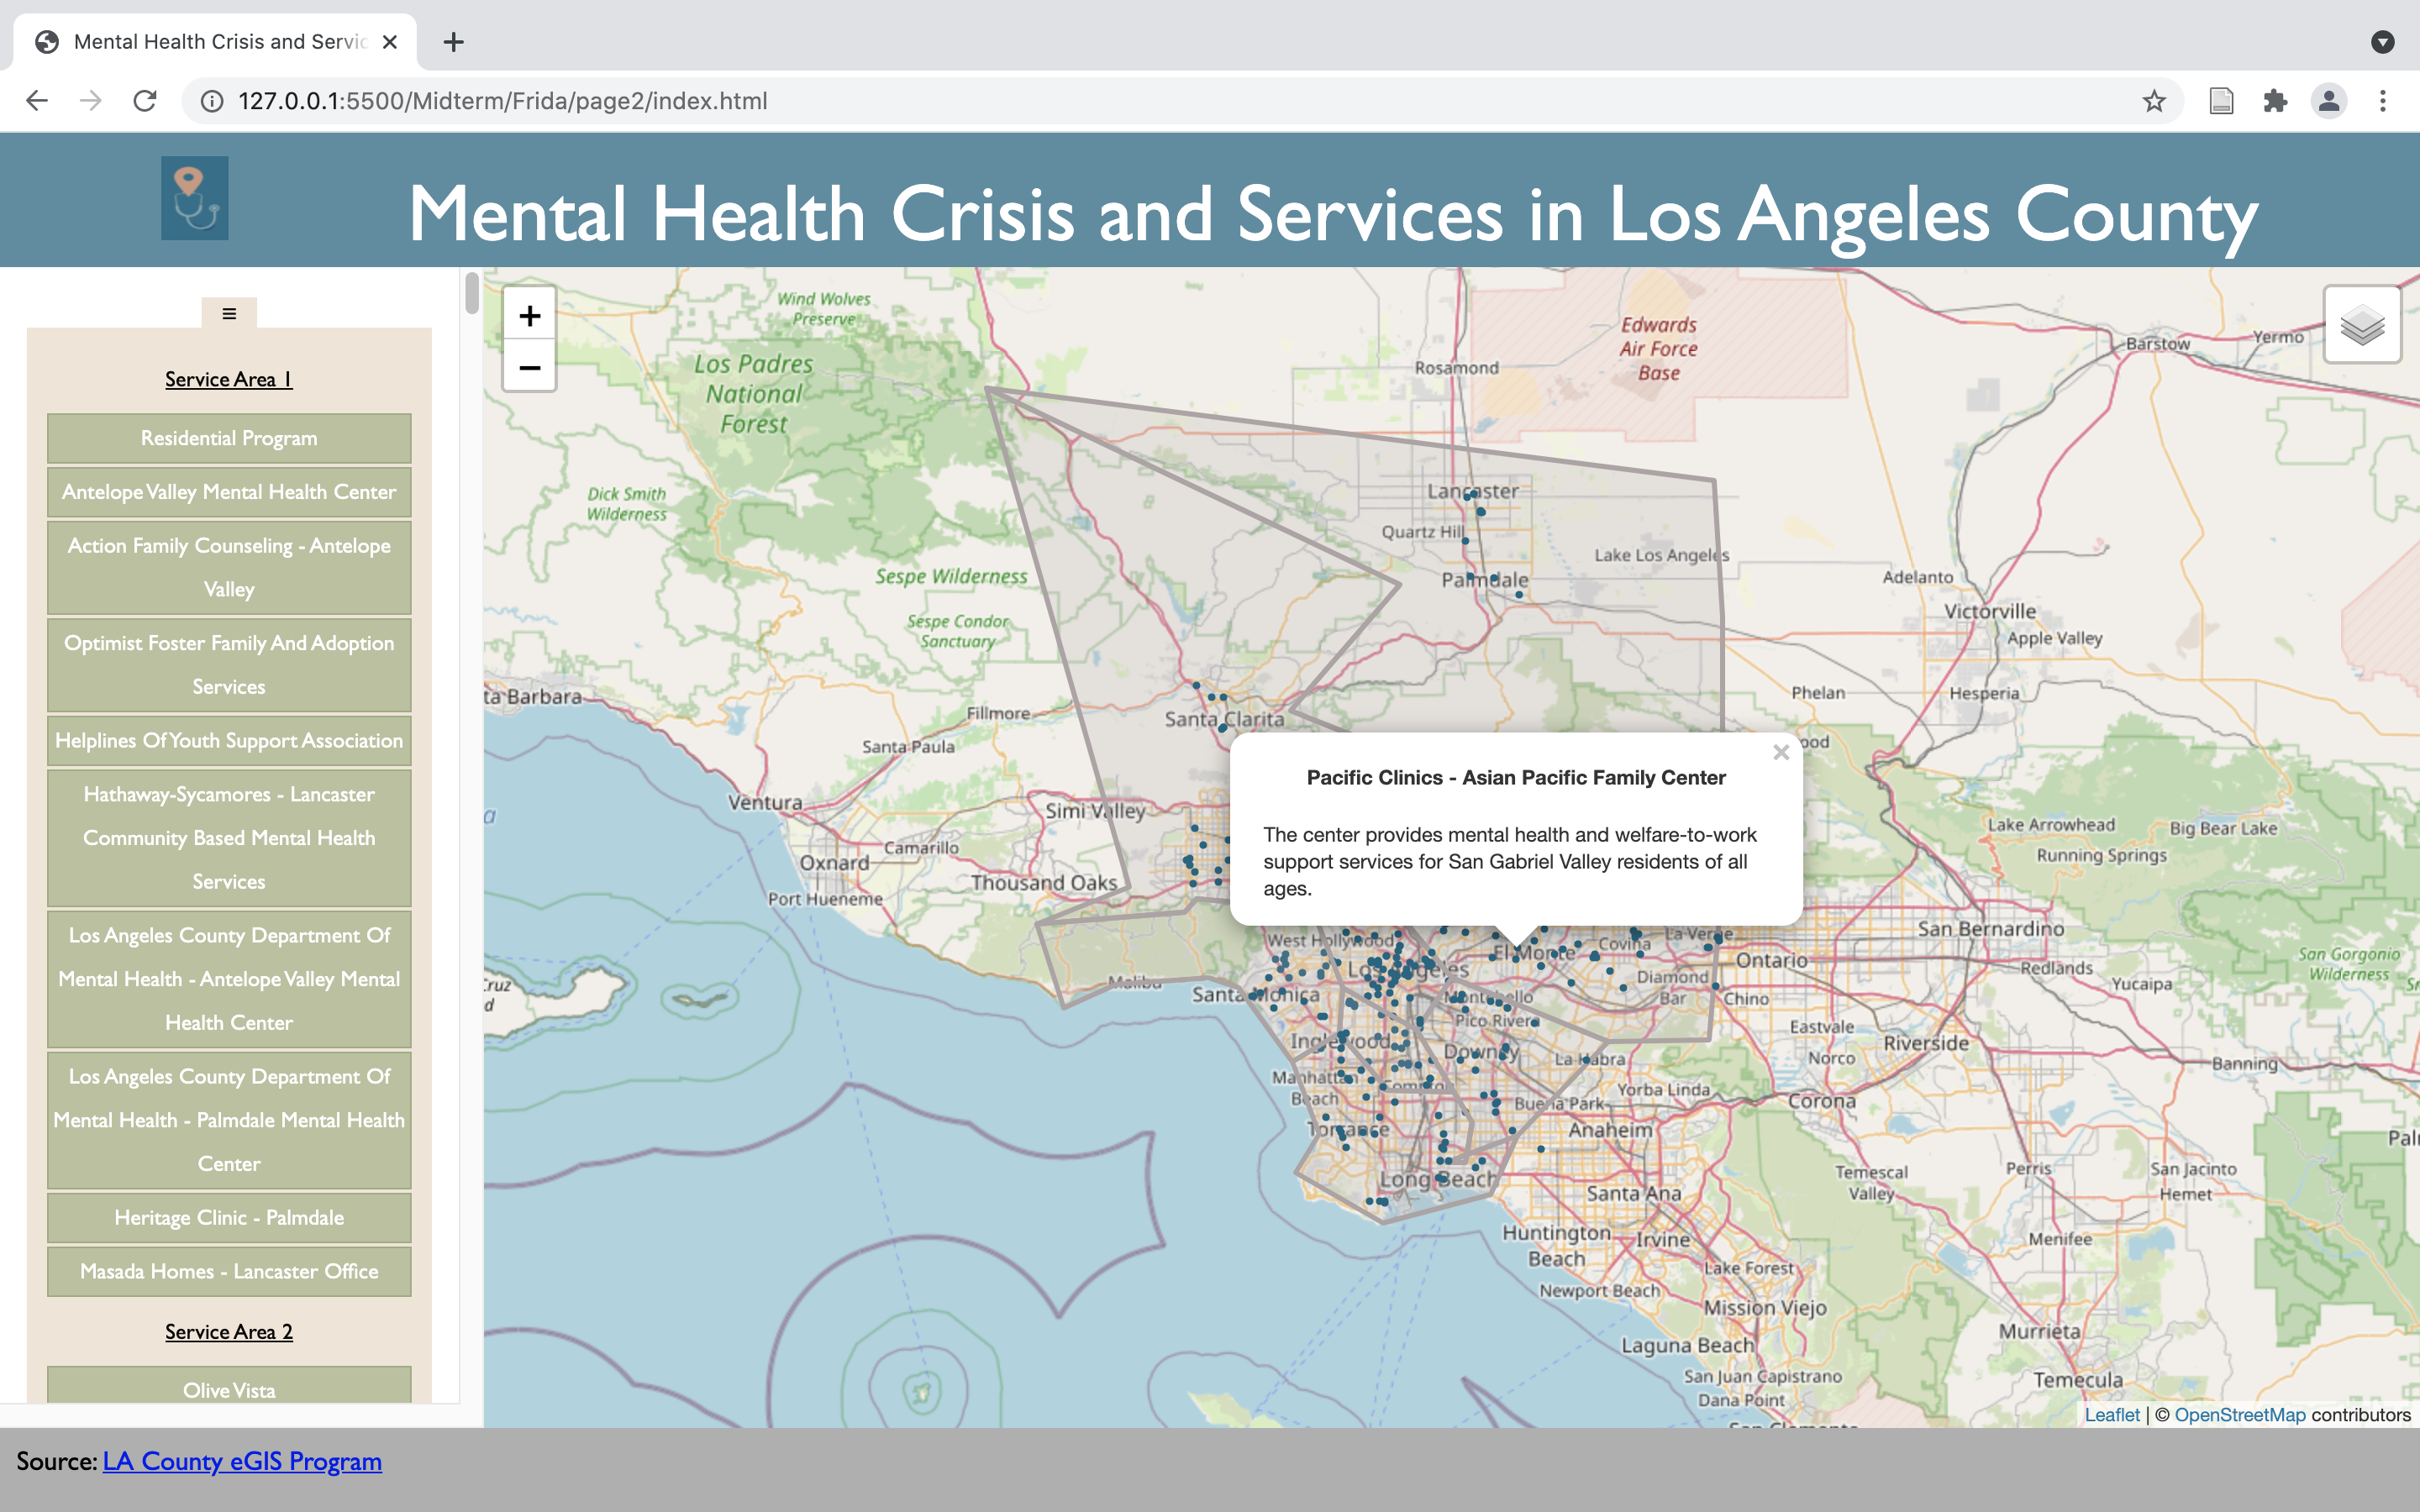 Mental Health Crisis and Servic
127.0.0.1:5500/Midterm/Frida/page2/index.html
Mental Health Crisis and Services in Los Angeles County
≡
Service Area 1
Residential Program
Antelope Valley Mental Health Center
Action Family Counseling - Antelope
Valley
Optimist Foster Family And Adoption
Services
Helplines Of Youth Support Association
Hathaway-Sycamores - Lancaster
Community Based Mental Health
Services
Los Angeles County Department Of
Mental Health - Antelope Valley Mental
Health Center
Los Angeles County Department Of
Mental Health - Palmdale Mental Health
Center
Heritage Clinic - Palmdale
Masada Homes - Lancaster Office
Service Area 2
Olive Vista
+
−
Wind Wolves
Preserve
Los Padres
National
Forest
Edwards
Air Force
Base
Rosamond
Barstow
Yermo
Dick Smith
Wilderness
Lancaster
Quartz Hill
Lake Los Angeles
Palmdale
Sespe Wilderness
Sespe Condor
Sanctuary
Adelanto
Victorville
Apple Valley
ta Barbara
Fillmore
Santa Clarita
Phelan
Hesperia
Santa Paula
ood
Pacific Clinics - Asian Pacific Family Center
The center provides mental health and welfare-to-work
support services for San Gabriel Valley residents of all
ages.
Ventura
Simi Valley
Lake Arrowhead
Big Bear Lake
Running Springs
Camarillo
Oxnard
Thousand Oaks
Port Hueneme
West Hollywood
El Monte
Covina
La Verne
San Bernardino
Los Angeles
Ontario
Redlands
San Gorgonio
Wilderness
Malibu
Santa Monica
Montebello
Diamond
Bar
Chino
Yucaipa
Cruz
d
Pico Rivera
Eastvale
Inglewood
Downey
La Habra
Norco
Riverside
Banning
Manhattan
Beach
Compton
Buena Park
Yorba Linda
Corona
Torrance
Anaheim
Pal
Long Beach
Santa Ana
Temescal
Valley
Perris
San Jacinto
Hemet
Huntington
Beach
Irvine
Menifee
Lake Forest
Newport Beach
Mission Viejo
Laguna Beach
Murrieta
San Juan Capistrano
Dana Point
Temecula
San Clemente
Leaflet | © OpenStreetMap contributors
Source: LA County eGIS Program